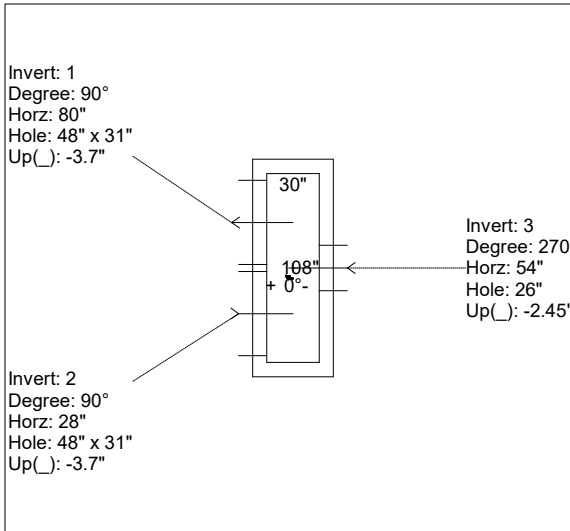 Invert: 1
Degree: 90°
Horz: 80"
Hole: 48" x 31"
Up(_): -3.7"
30"
108"
+ 0°-
Invert: 3
Degree: 270
Horz: 54"
Hole: 26"
Up(_): -2.45"
Invert: 2
Degree: 90°
Horz: 28"
Hole: 48" x 31"
Up(_): -3.7"